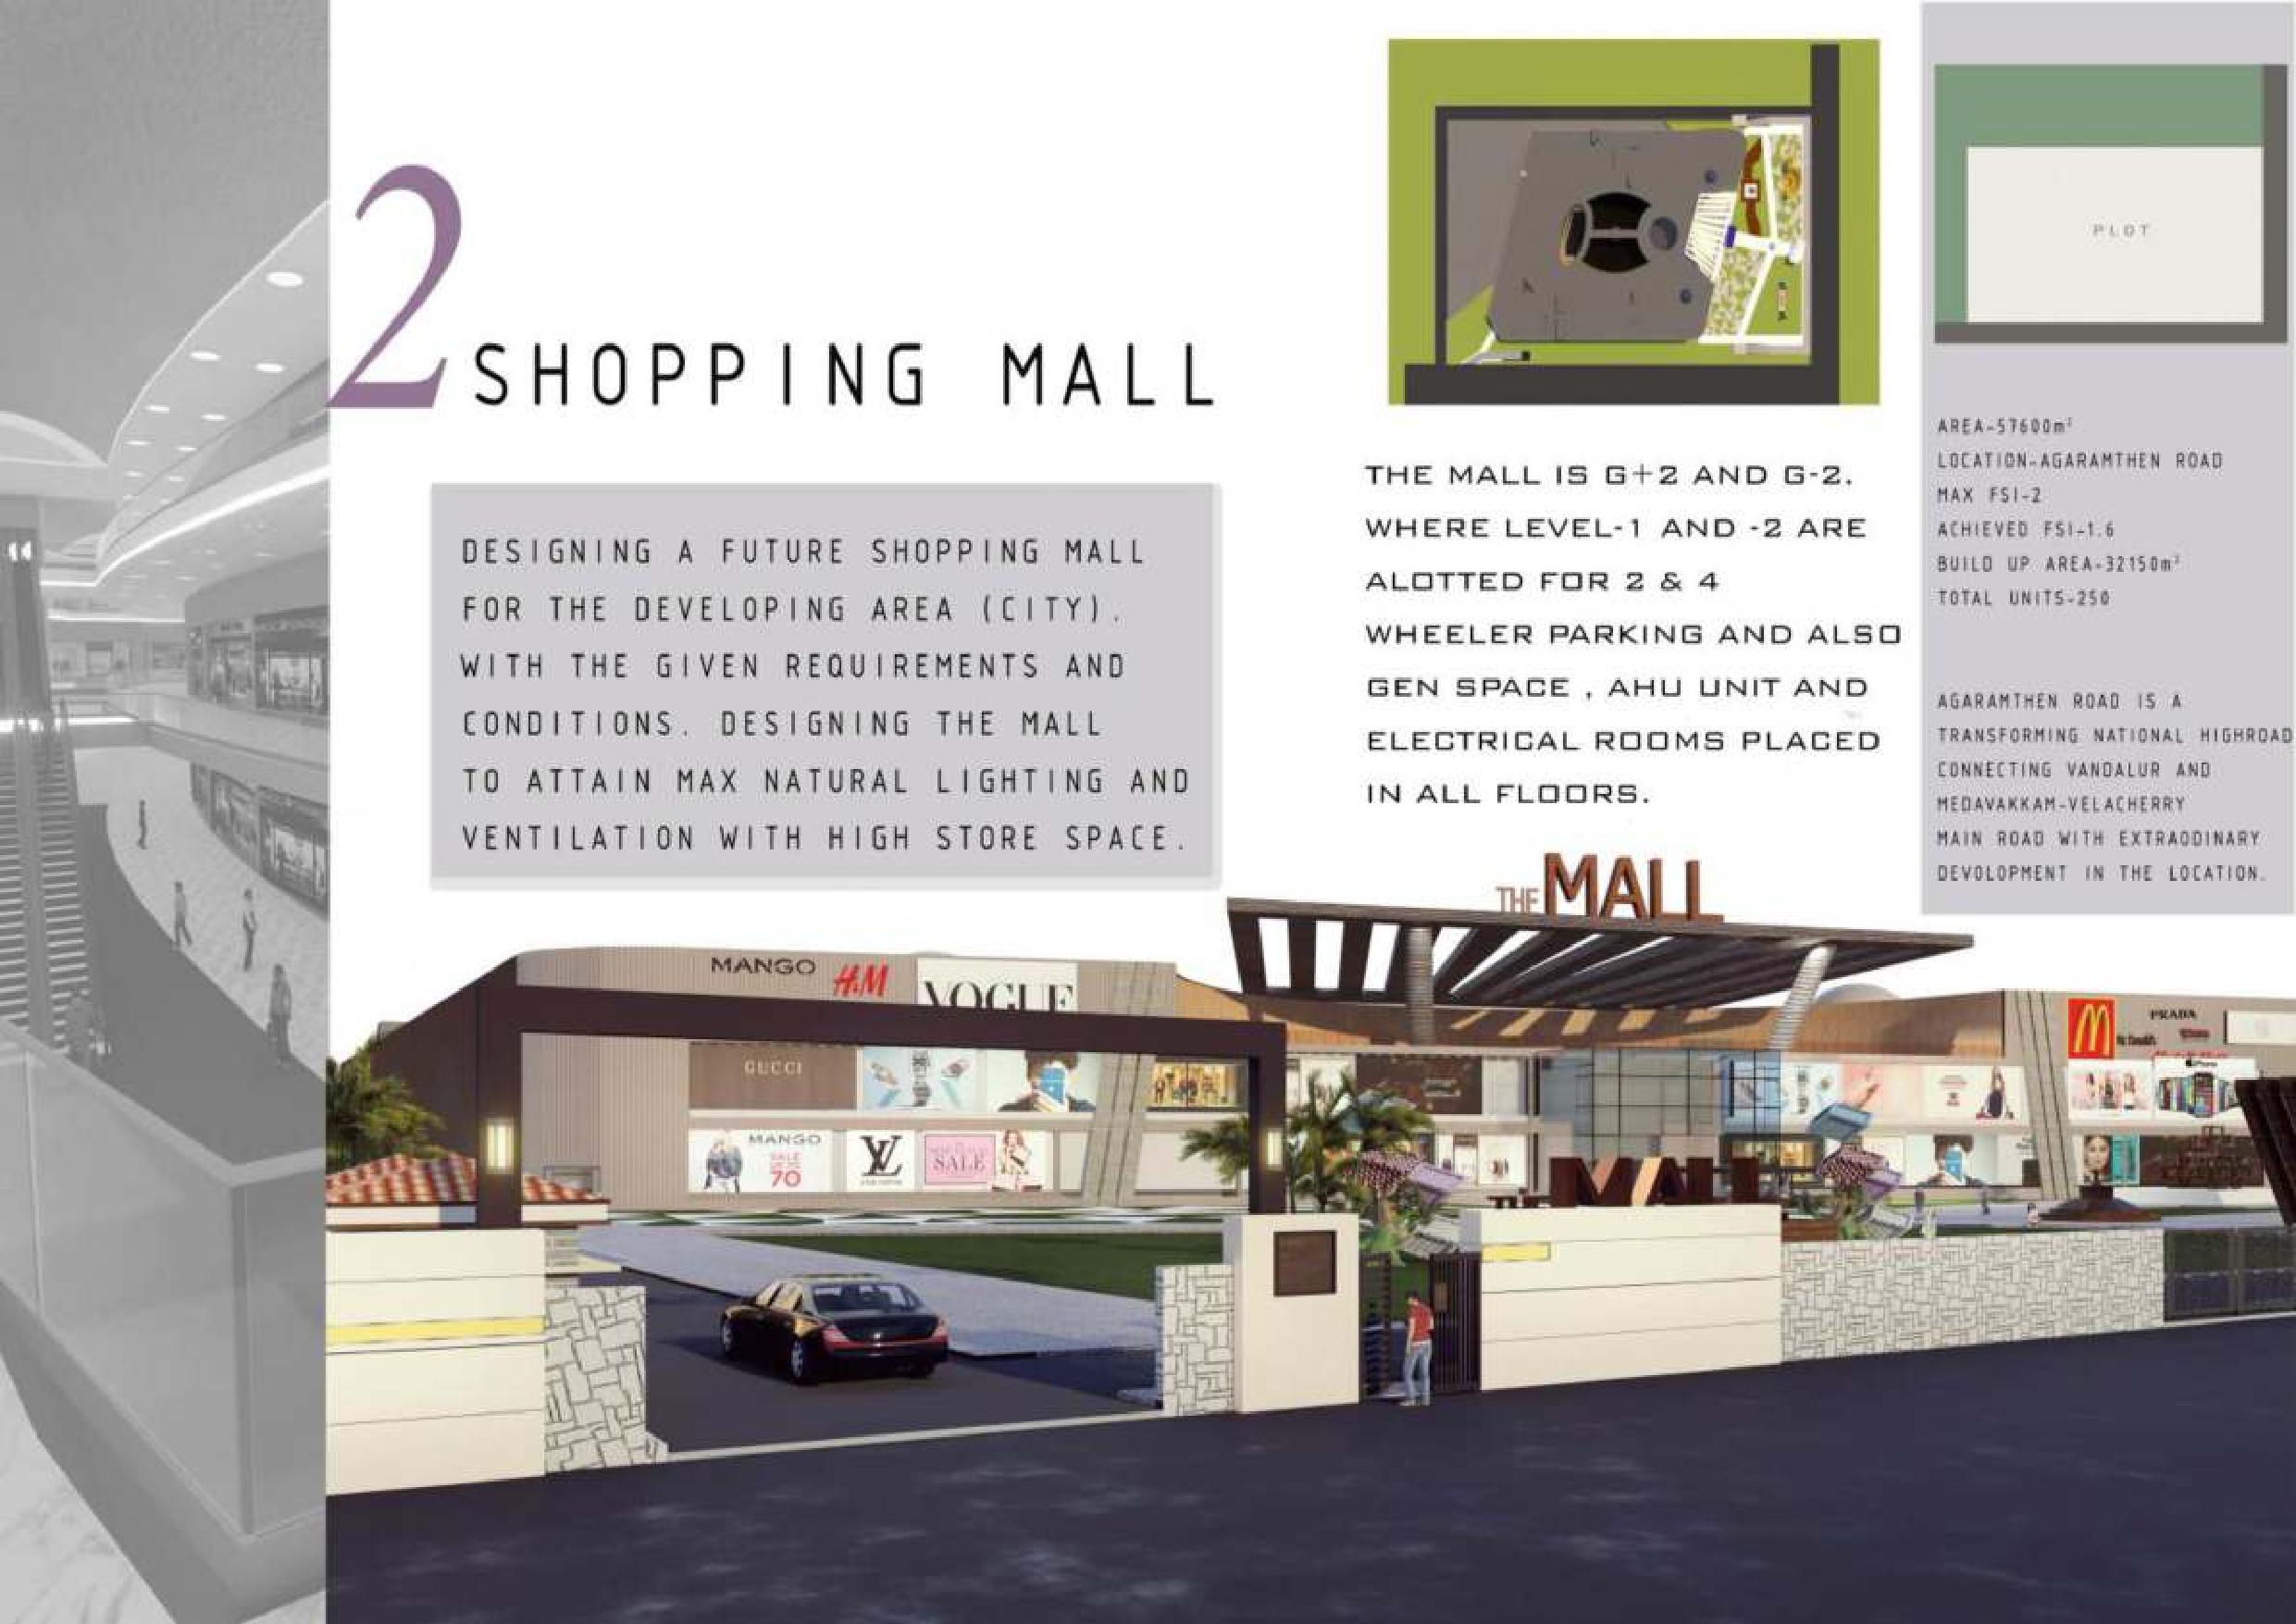 2 SHOPPING MALL
DESIGNING A FUTURE SHOPPING MALL
FOR THE DEVELOPING AREA (CITY).
WITH THE GIVEN REQUIREMENTS AND
CONDITIONS. DESIGNING THE MALL
TO ATTAIN MAX NATURAL LIGHTING AND
VENTILATION WITH HIGH STORE SPACE.
THE MALL IS G+2 AND G-2.
WHERE LEVEL-1 AND -2 ARE
ALOTTED FOR 2 & 4
WHEELER PARKING AND ALSO
GEN SPACE , AHU UNIT AND
ELECTRICAL ROOMS PLACED
IN ALL FLOORS.
PLOT
AREA-57600m²
LOCATION-AGARAMTHEN ROAD
MAX FSI-2
ACHIEVED FSI-1.6
BUILD UP AREA-32150m²
TOTAL UNITS-250
AGARAMTHEN ROAD IS A
TRANSFORMING NATIONAL HIGHROAD
CONNECTING VANDALUR AND
MEDAVAKKAM-VELACHERRY
MAIN ROAD WITH EXTRAODINARY
DEVOLOPMENT IN THE LOCATION.
THE MALL
MANGO
H&M
VOGUE
GUCCI
MANGO
SALE
70
LV
SALE
MALL
PRADA